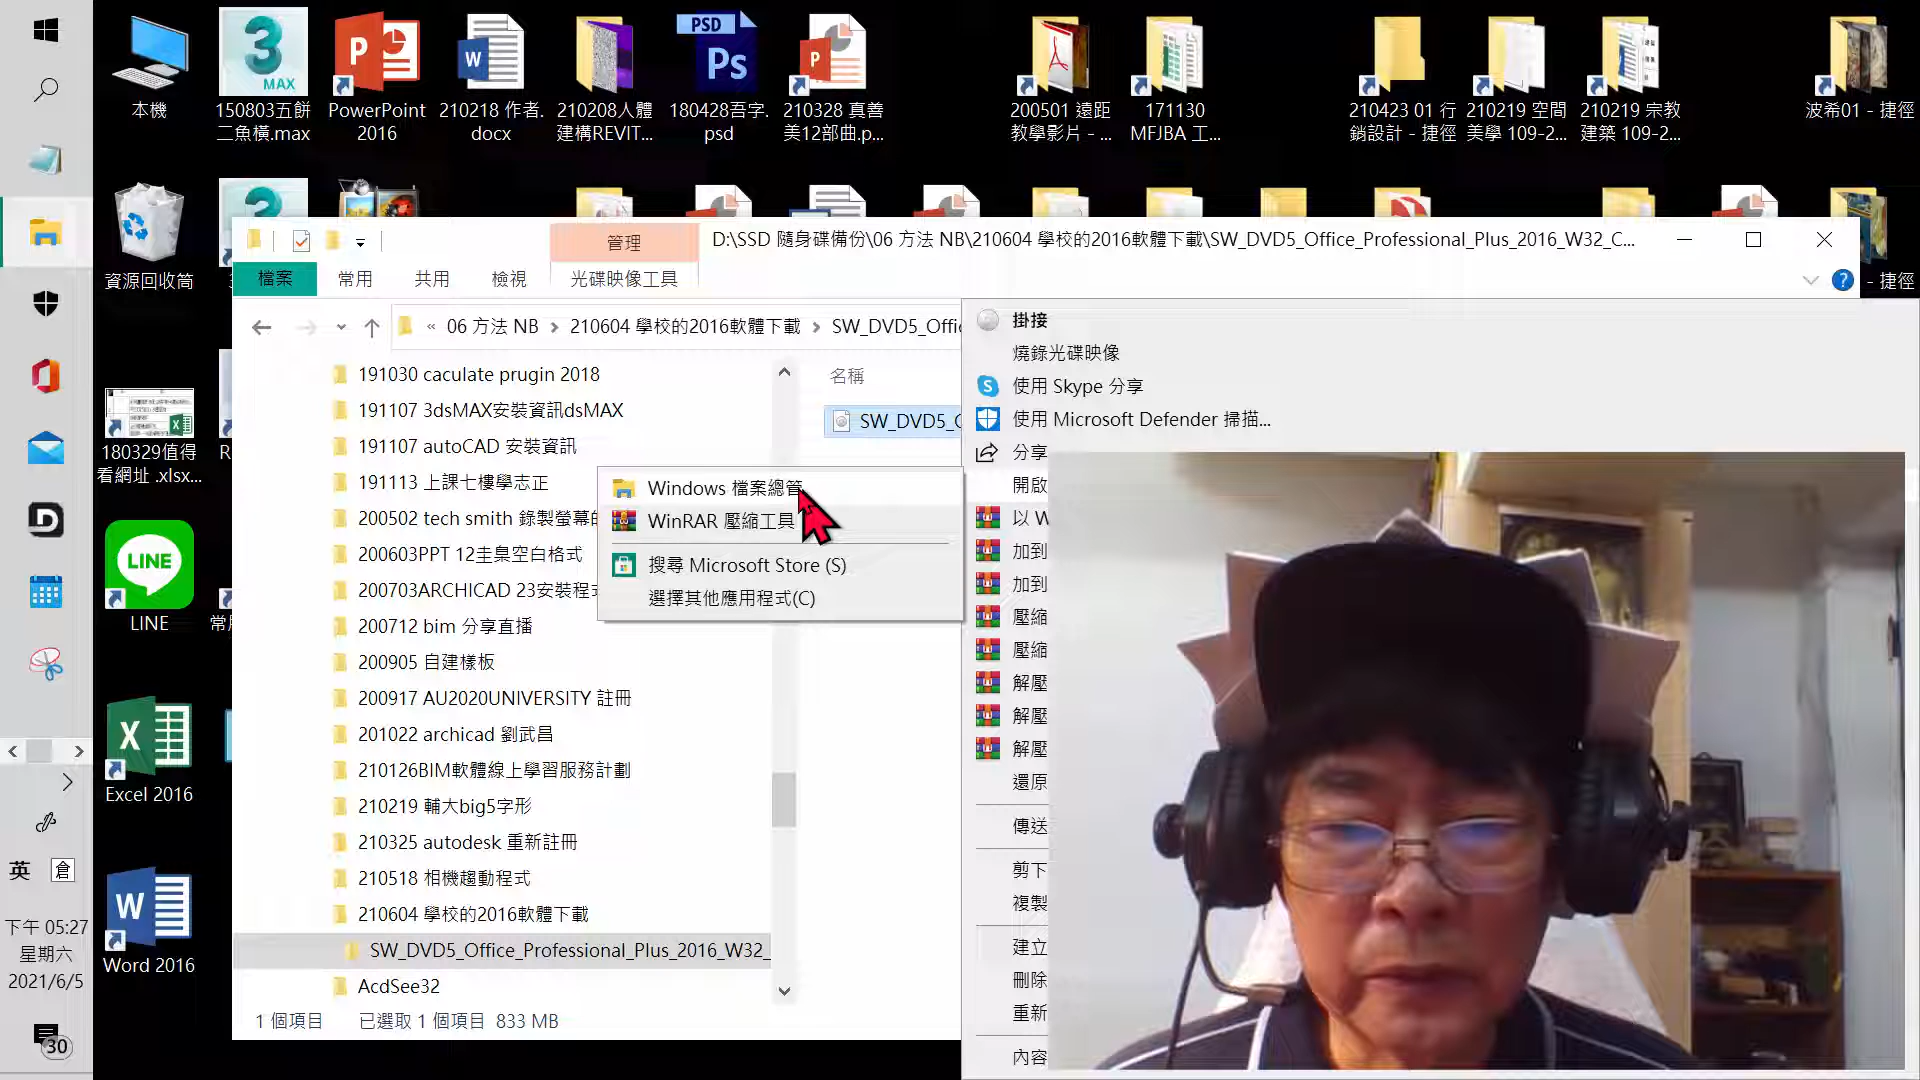 本機
150803五餅
二魚橫.max
PowerPoint
2016
210218 作者.
docx
210208人體
建構REVIT...
180428吾字.
psd
210328 真善
美12部曲.p...
200501 遠距
教學影片 - ...
171130
MFJBA 工...
210423 01 行
銷設計 - 捷徑
210219 空間
美學 109-2...
210219 宗教
建築 109-2...
波希01 - 捷徑
MAX
PSD
Ps
資源回收筒
管理
D:\SSD 隨身碟備份\06 方法 NB\210604 學校的2016軟體下載\SW_DVD5_Office_Professional_Plus_2016_W32_C...
檔案
常用
共用
檢視
光碟映像工具
- 捷徑
« 06 方法 NB › 210604 學校的2016軟體下載 › SW_DVD5_Offi
191030 caculate prugin 2018
191107 3dsMAX安裝資訊dsMAX
191107 autoCAD 安裝資訊
191113 上課七樓學志正
200502 tech smith 錄製螢幕的
200603PPT 12圭臬空白格式
200703ARCHICAD 23安裝程式
200712 bim 分享直播
200905 自建樣板
200917 AU2020UNIVERSITY 註冊
201022 archicad 劉武昌
210126BIM軟體線上學習服務計劃
210219 輔大big5字形
210325 autodesk 重新註冊
210518 相機趨動程式
210604 學校的2016軟體下載
SW_DVD5_Office_Professional_Plus_2016_W32_
AcdSee32
1 個項目
已選取 1 個項目 833 MB
名稱
SW_DVD5_O
Windows 檔案總管
WinRAR 壓縮工具
搜尋 Microsoft Store (S)
選擇其他應用程式(C)
掛接
燒錄光碟映像
使用 Skype 分享
使用 Microsoft Defender 掃描...
分享
開啟
以 W
加到
加到
壓縮
壓縮
解壓
解壓
解壓
還原
傳送
剪下
複製
建立
刪除
重新
內容
180329值得
看網址 .xlsx...
R
LINE
LINE
常用
Excel 2016
Word 2016
英
倉
下午 05:27
星期六
2021/6/5
30